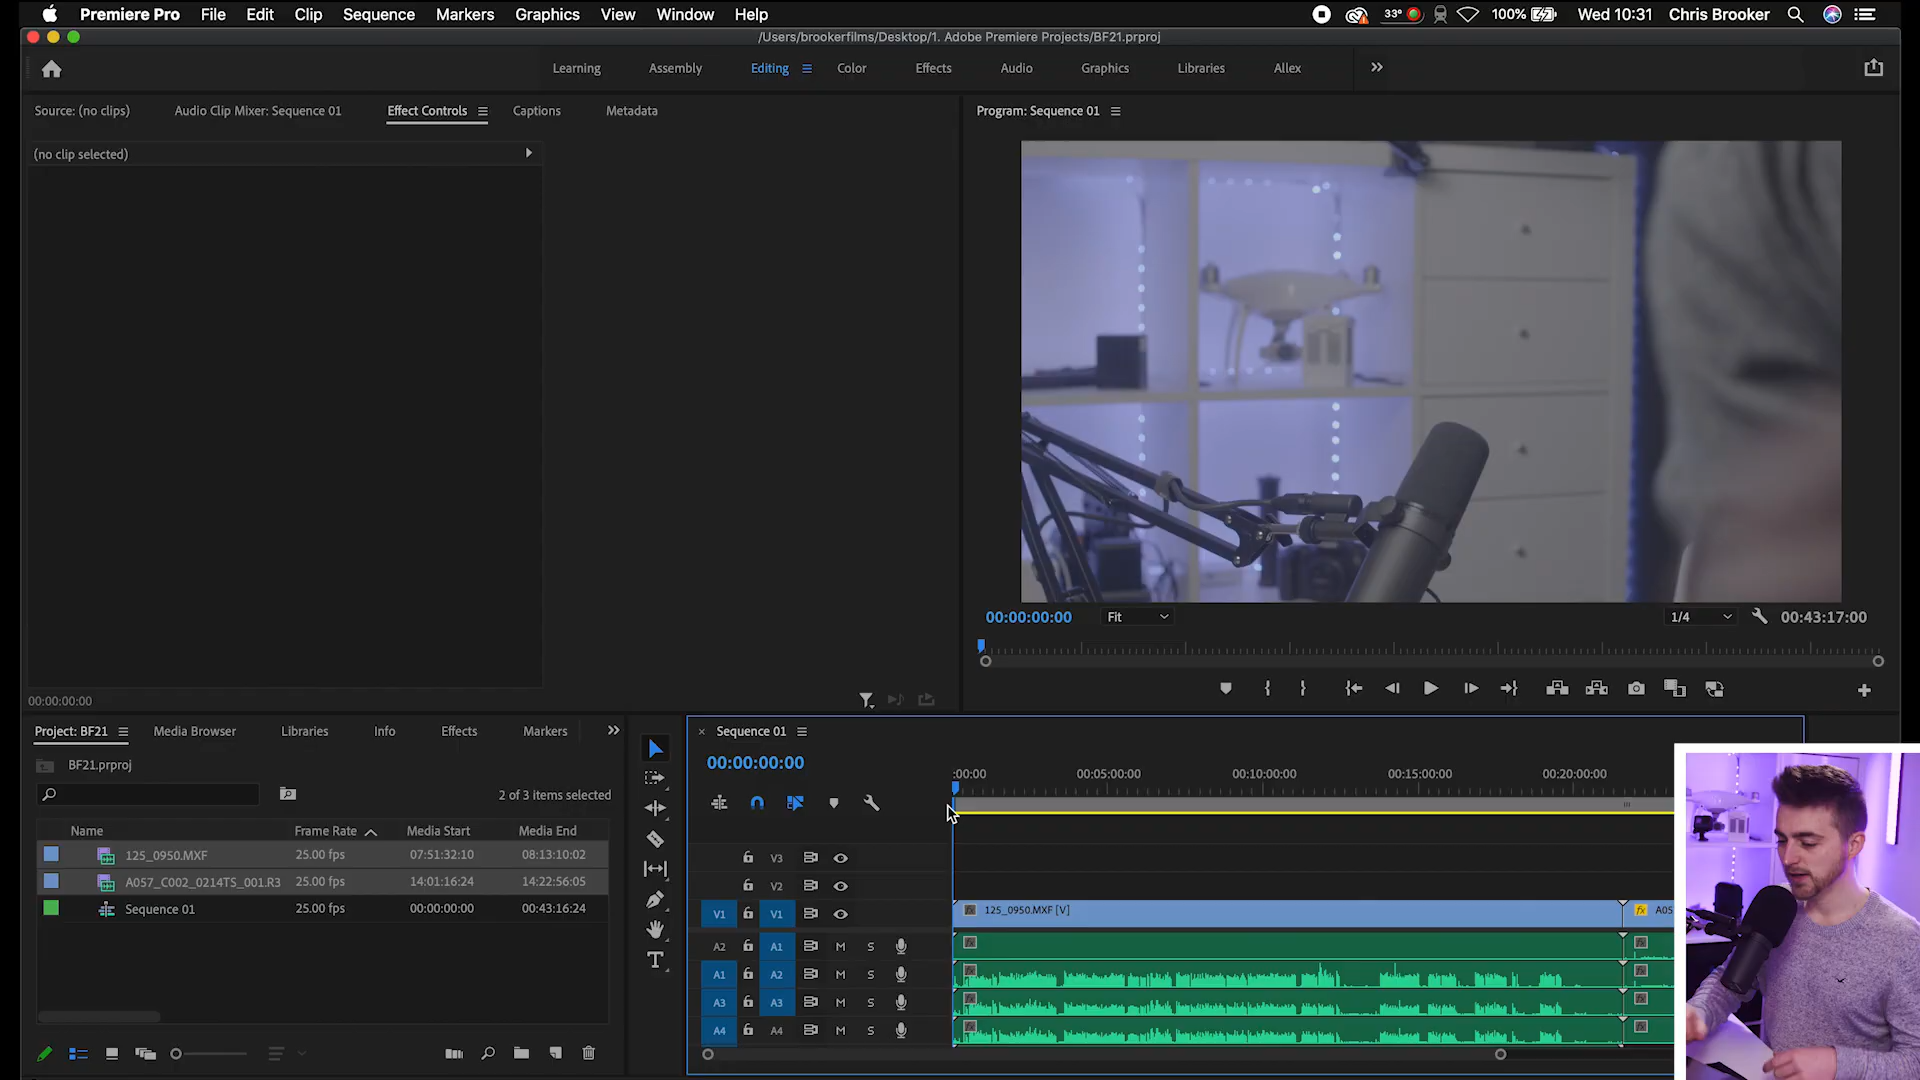 Premiere Pro File Edit Clip Sequence Markers Graphics View Window Help 33° 100% Wed 10:31 Chris Brooker
/Users/brookerfilms/Desktop/1. Adobe Premiere Projects/BF21.prproj
Learning Assembly Editing Color Effects Audio Graphics Libraries Allex
Source: (no clips) Audio Clip Mixer: Sequence 01 Effect Controls Captions Metadata
Program: Sequence 01
(no clip selected)
00:00:00:00 Fit 1/4 00:43:17:00
00:00:00:00
Project: BF21 Media Browser Libraries Info Effects Markers
BF21.prproj
2 of 3 items selected
Name Frame Rate Media Start Media End
125_0950.MXF 25.00 fps 07:51:32:10 08:13:10:02
A057_C002_0214TS_001.R3 25.00 fps 14:01:16:24 14:22:56:05
Sequence 01 25.00 fps 00:00:00:00 00:43:16:24
Sequence 01
00:00:00:00
:00:00 00:05:00:00 00:10:00:00 00:15:00:00 00:20:00:00
V3
V2
V1 V1 125_0950.MXF [V] fx A05
A2 A1 M S
A1 A2 M S
A3 A3 M S
A4 A4 M S